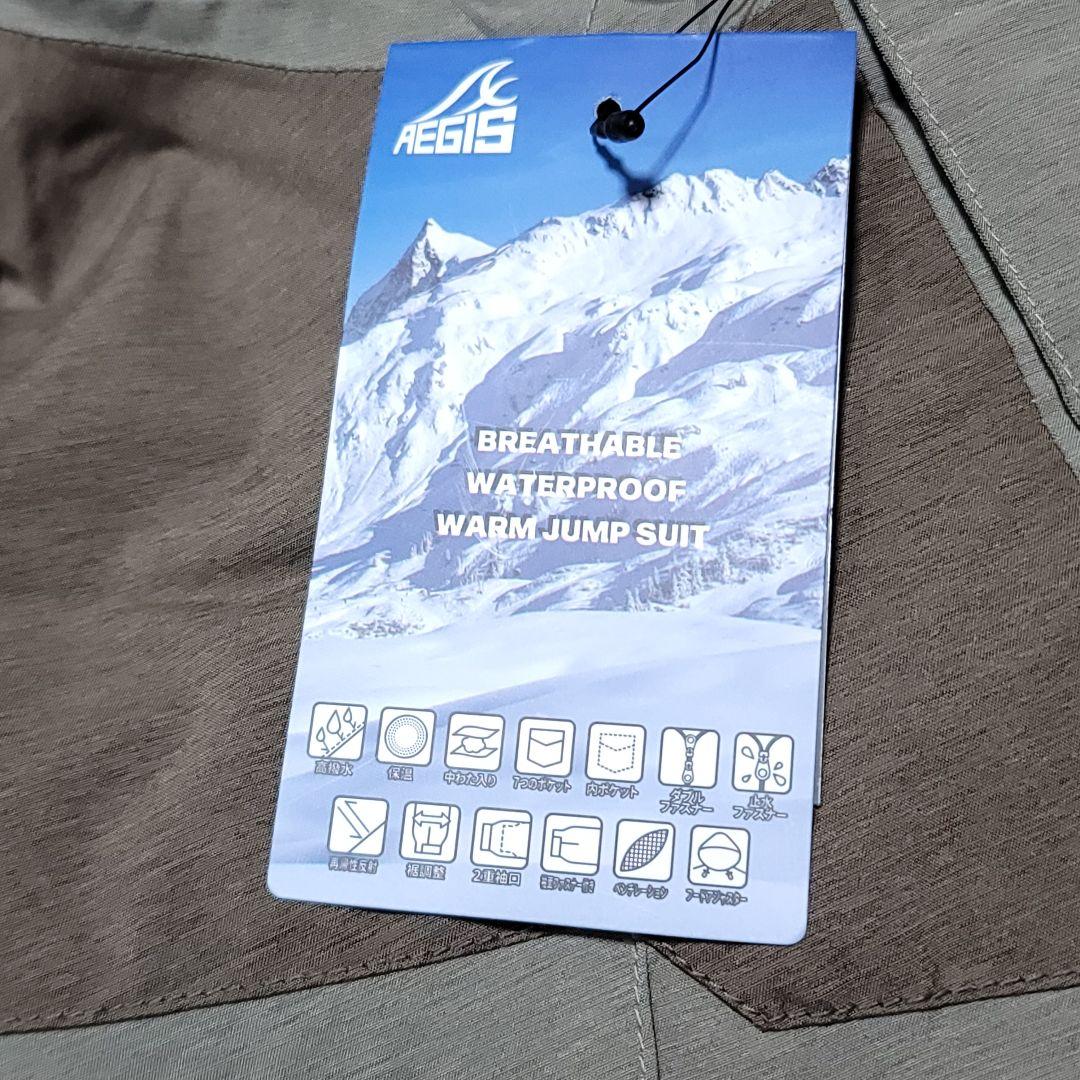 AEGIS
BREATHABLE
WATERPROOF
WARM JUMP SUIT
高撥水 保温 中わた入り 7つのポケット 内ポケット ダブルファスナー 止水ファスナー
再帰性反射 裾調整 2重袖口 ベンチレーション フードアジャスター